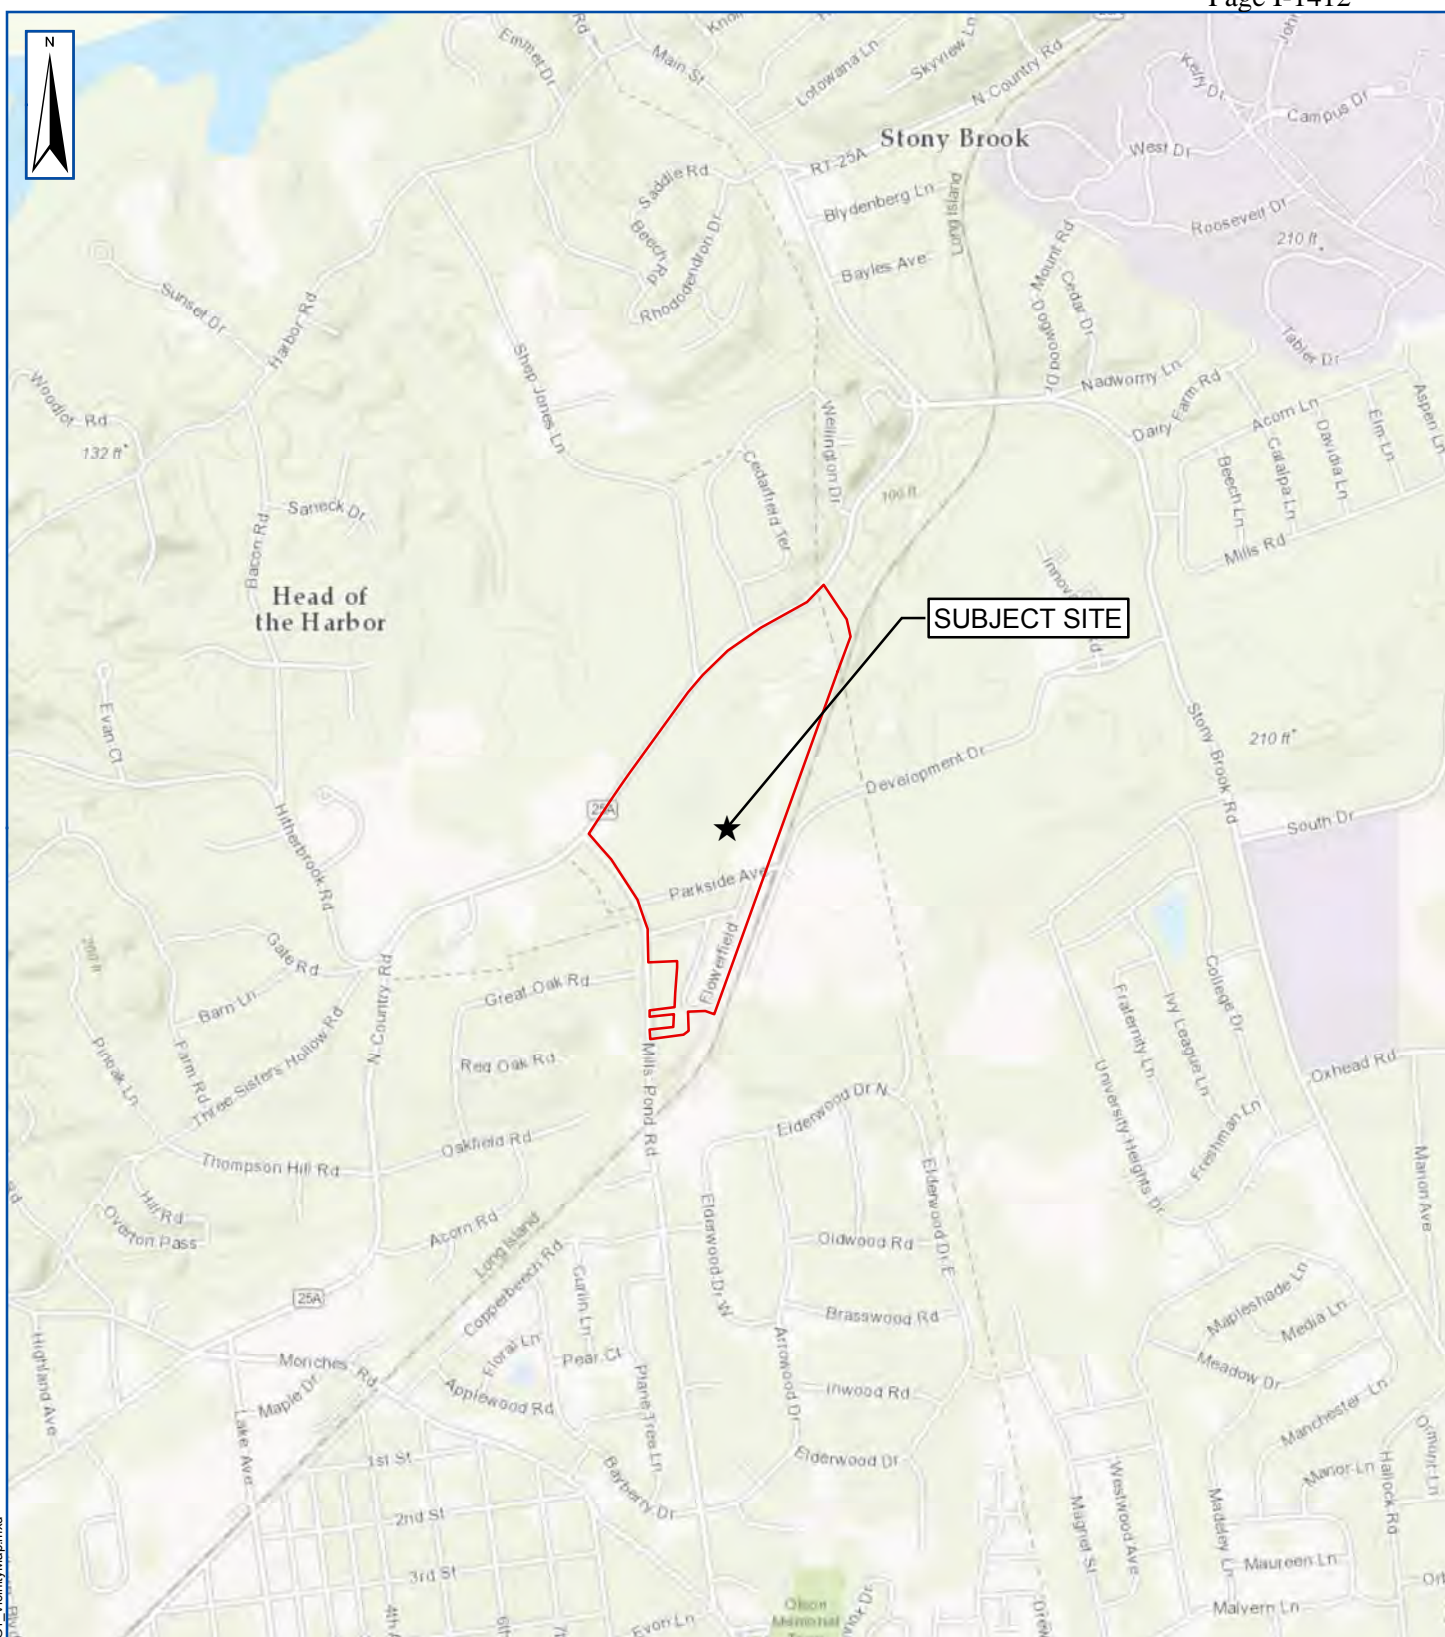 Page I-1412
N
Emmet Dr
Rd
Main St
Lotowana Ln
Skyview Ln
N Country Rd
John
Kelly Dr
Campus Dr
Stony Brook
West Dr
RT-25A
Saddle Rd
Blydenberg Ln
Long Island
Roosevelt Dr
210 ft
Beech Rd
Rhododendron Dr
Bayles Ave
Mount Rd
Cedar Dr
Dogwood Dr
Sunset Dr
Harbor Rd
Tabler Dr
Shep Jones Ln
Nadworny Ln
Dairy Farm Rd
Woodlot Rd
132 ft
Wellington Dr
Acorn Ln
Aspen Ln
Elm Ln
Davidia Ln
Catalpa Ln
Beech Ln
Cedarfield Ter
100 ft
Saneck Dr
Bacon Rd
Mills Rd
Head of
the Harbor
SUBJECT SITE
Evan Ct
Stony Brook Rd
210 ft
Development Dr
25A
Hitherbrook Rd
South Dr
Parkside Ave
Gate Rd
N Country Rd
Great Oak Rd
Flowerfield
College Dr
Ivy League Ln
Fraternity Ln
Barn Ln
Pinoak Ln
Farm Rd
Three Sisters Hollow Rd
Red Oak Rd
Mills Pond Rd
Oxhead Rd
University Heights Dr
Freshman Ln
Elderwood Dr N
Oakfield Rd
Thompson Hill Rd
Marion Ave
Hill Rd
Overton Pass
Acorn Rd
Long Island
Elderwood Dr W
Elderwood Dr E
Oldwood Rd
Copperbeech Rd
25A
Mapleshade Ln
Media Ln
Brasswood Rd
Highland Ave
Floral Ln
Pear Ct
Moriches Rd
Maple Dr
Applewood Rd
Plane Tree Ln
Arrowood Dr
Inwood Rd
Meadow Dr
Manchester Ln
Lake Ave
1st St
Bayberry Dr
Elderwood Dr
Manor Ln
Hallock Rd
2nd St
Magnet St
Westwood Ave
Madeley Ln
Maureen Ln
3rd St
Malvern Ln
Evon Ln
Olson
Memorial